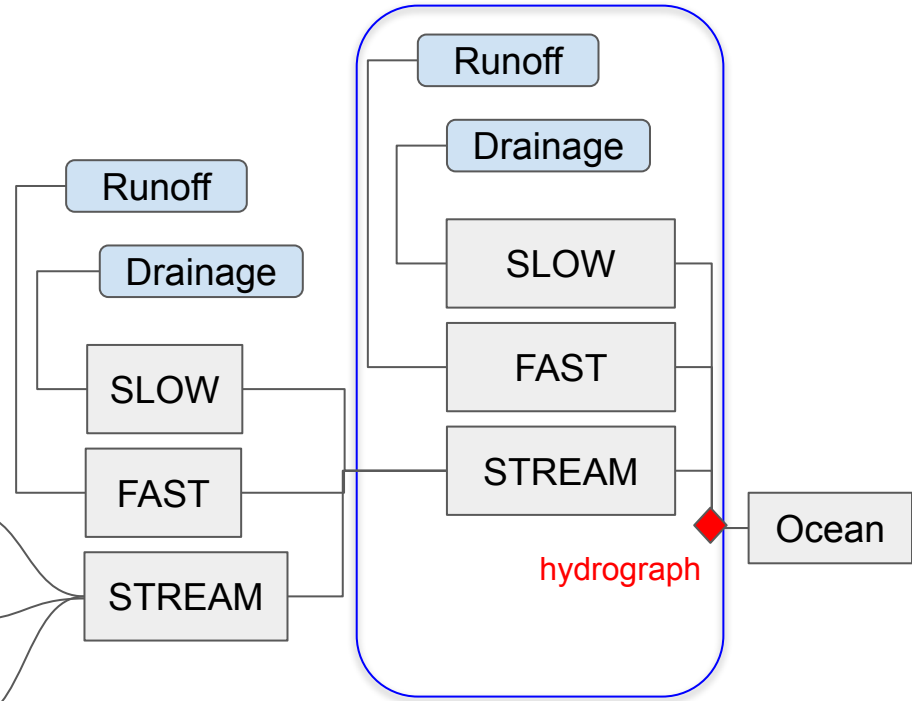 Runoff
Drainage
SLOW
FAST
STREAM
Runoff
Drainage
SLOW
FAST
STREAM
hydrograph
Ocean